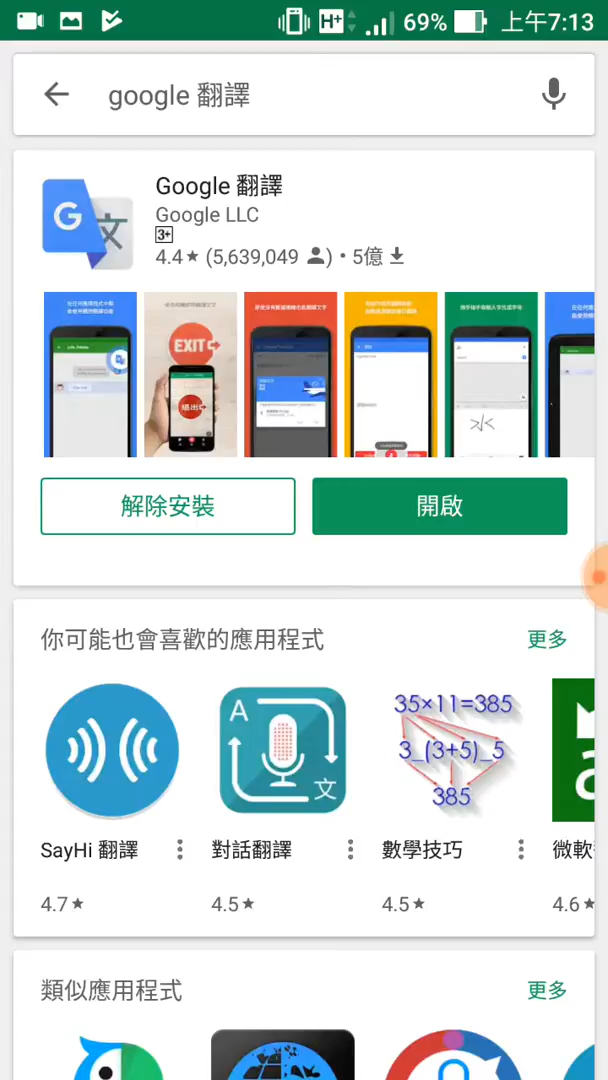 H+ 69% 上午7:13
google 翻譯
Google 翻譯
Google LLC
3+
4.4★ (5,639,049 ) • 5億
EXIT
解除安裝
開啟
你可能也會喜歡的應用程式
更多
35×11=385
3_(3+5)_5
385
A
文
SayHi 翻譯
對話翻譯
數學技巧
微軟
4.7★
4.5★
4.5★
4.6★
類似應用程式
更多